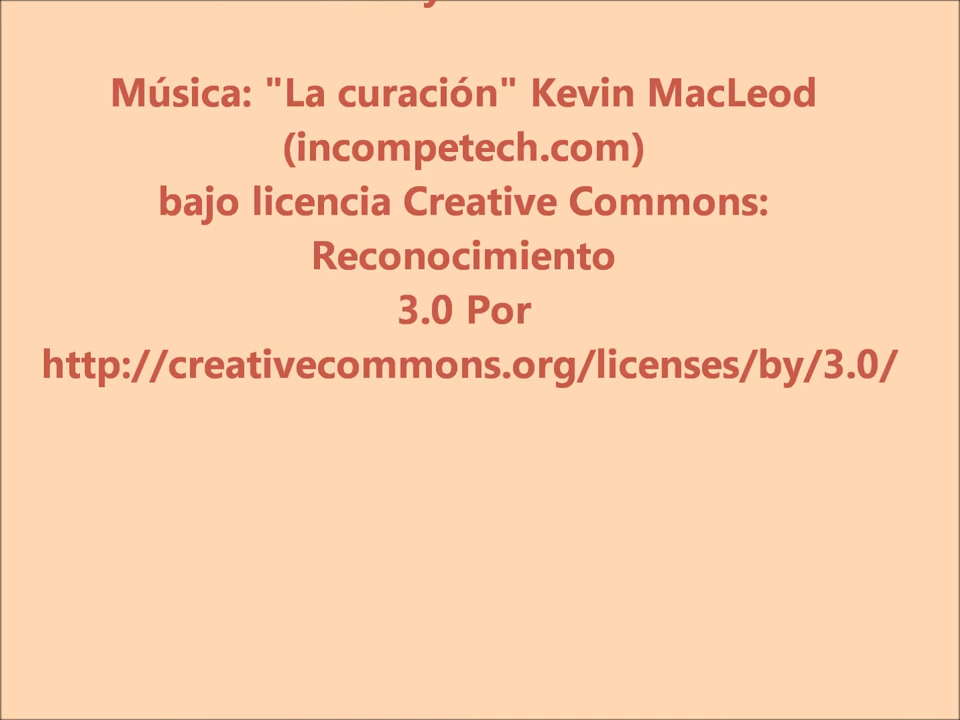 Música: "La curación" Kevin MacLeod
(incompetech.com)
bajo licencia Creative Commons:
Reconocimiento
3.0 Por
http://creativecommons.org/licenses/by/3.0/